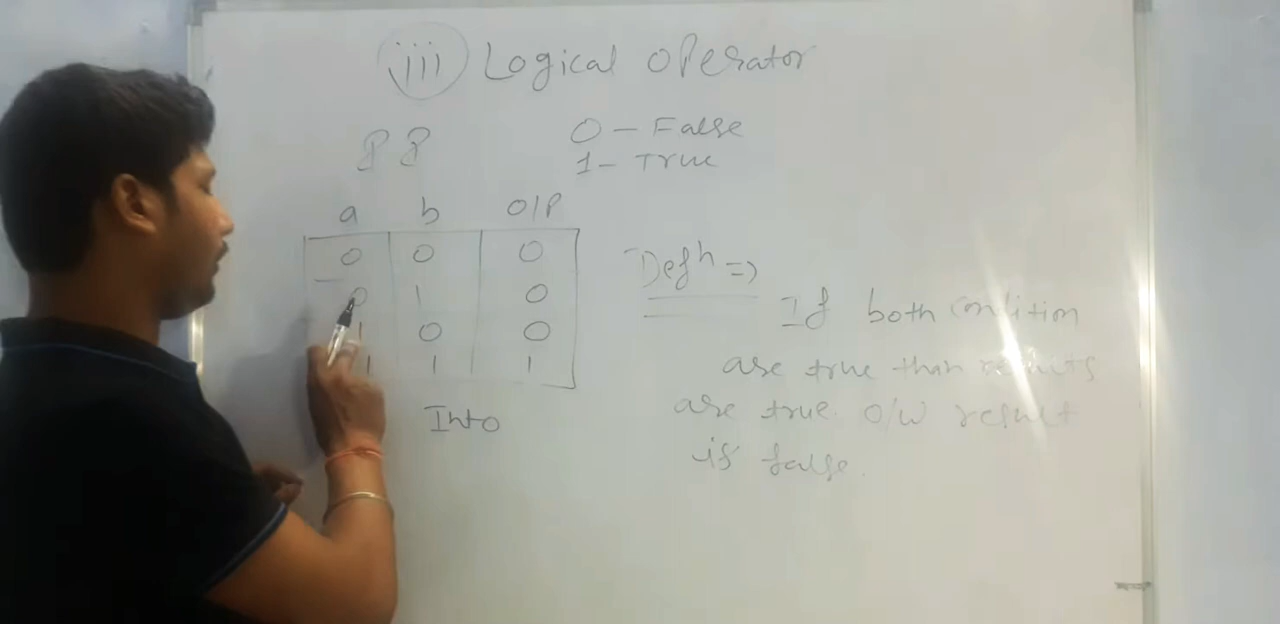 iii Logical Operator
&&
0 - False
1 - True
a b O/P
0 0 0
0 1 0
1 0 0
1 1 1
Into
Defn =>
If both condition
are true than results
are true. O/W result
is false.